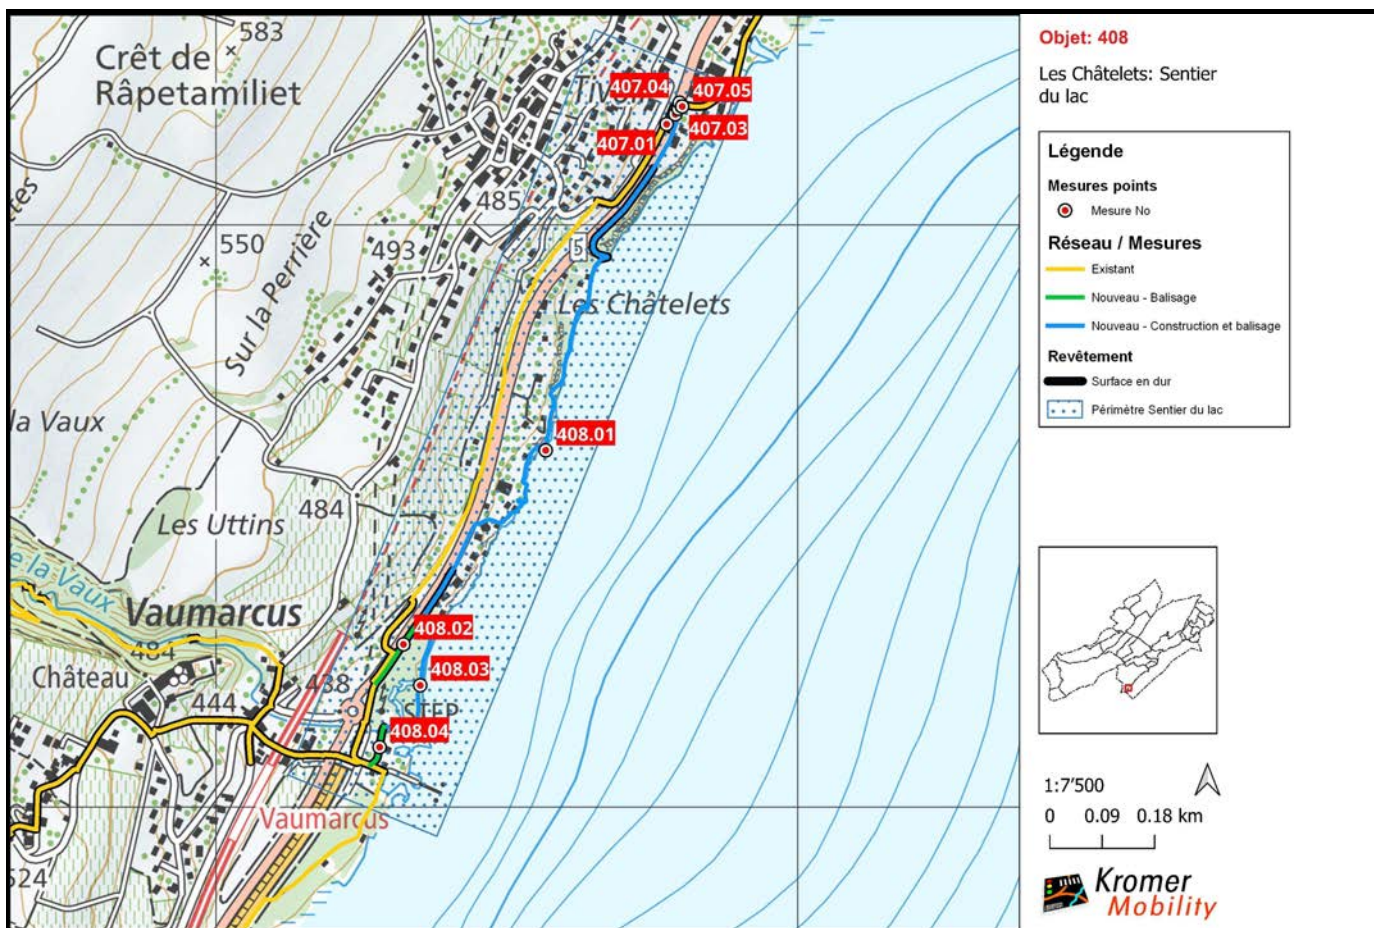 583
Crêt de
Râpetamiliet
407.04
407.05
407.03
407.01
485
5
550
493
Sur la Perrière
Les Châtelets
la Vaux
408.01
484
Les Uttins
e la Vaux
Vaumarcus
484
408.02
Château
438
408.03
444
STEP
408.04
Vaumarcus
524
Objet: 408
Les Châtelets: Sentier
du lac
Légende
Mesures points
Mesure No
Réseau / Mesures
Existant
Nouveau - Balisage
Nouveau - Construction et balisage
Revêtement
Surface en dur
Périmètre Sentier du lac
1:7'500
0 0.09 0.18 km
Kromer
Mobility